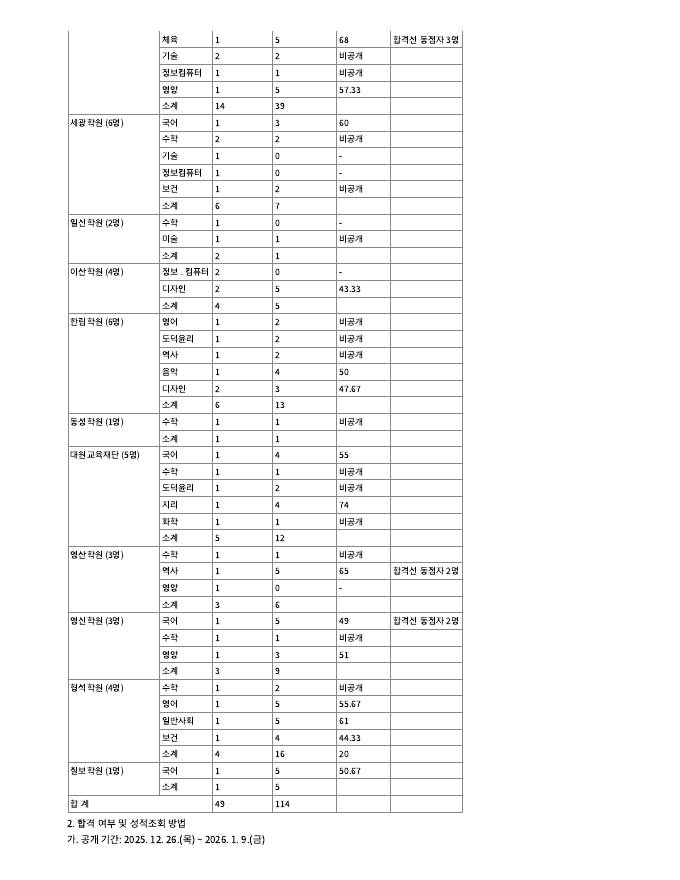 체육 1 5 68 합격선 동점자 3명
기술 2 2 비공개
정보컴퓨터 1 1 비공개
영양 1 5 57.33
소계 14 39
세광학원 (6명) 국어 1 3 60
수학 2 2 비공개
기술 1 0 -
정보컴퓨터 1 0 -
보건 1 2 비공개
소계 6 7
일신학원 (2명) 수학 1 0 -
미술 1 1 비공개
소계 2 1
이산학원 (4명) 정보 . 컴퓨터 2 0 -
디자인 2 5 43.33
소계 4 5
한림학원 (6명) 영어 1 2 비공개
도덕윤리 1 2 비공개
역사 1 2 비공개
음악 1 4 50
디자인 2 3 47.67
소계 6 13
동성학원 (1명) 수학 1 1 비공개
소계 1 1
대원교육재단 (5명) 국어 1 4 55
수학 1 1 비공개
도덕윤리 1 2 비공개
지리 1 4 74
화학 1 1 비공개
소계 5 12
영산학원 (3명) 수학 1 1 비공개
역사 1 5 65 합격선 동점자 2명
영양 1 0 -
소계 3 6
영신학원 (3명) 국어 1 5 49 합격선 동점자 2명
수학 1 1 비공개
영양 1 3 51
소계 3 9
형석학원 (4명) 수학 1 2 비공개
영어 1 5 55.67
일반사회 1 5 61
보건 1 4 44.33
소계 4 16 20
칠보학원 (1명) 국어 1 5 50.67
소계 1 5
합 계 49 114
2. 합격 여부 및 성적조회 방법
가. 공개 기간: 2025. 12. 26.(목) ~ 2026. 1. 9.(금)